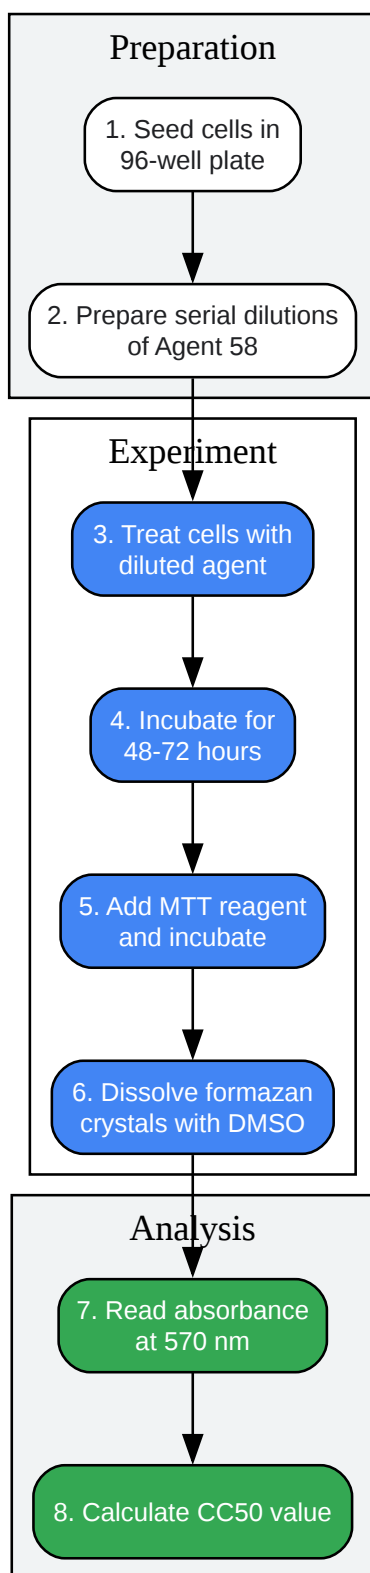 Preparation
1. Seed cells in
96-well plate
2. Prepare serial dilutions
of Agent 58
Experiment
3. Treat cells with
diluted agent
4. Incubate for
48-72 hours
5. Add MTT reagent
and incubate
6. Dissolve formazan
crystals with DMSO
Analysis
7. Read absorbance
at 570 nm
8. Calculate CC50 value